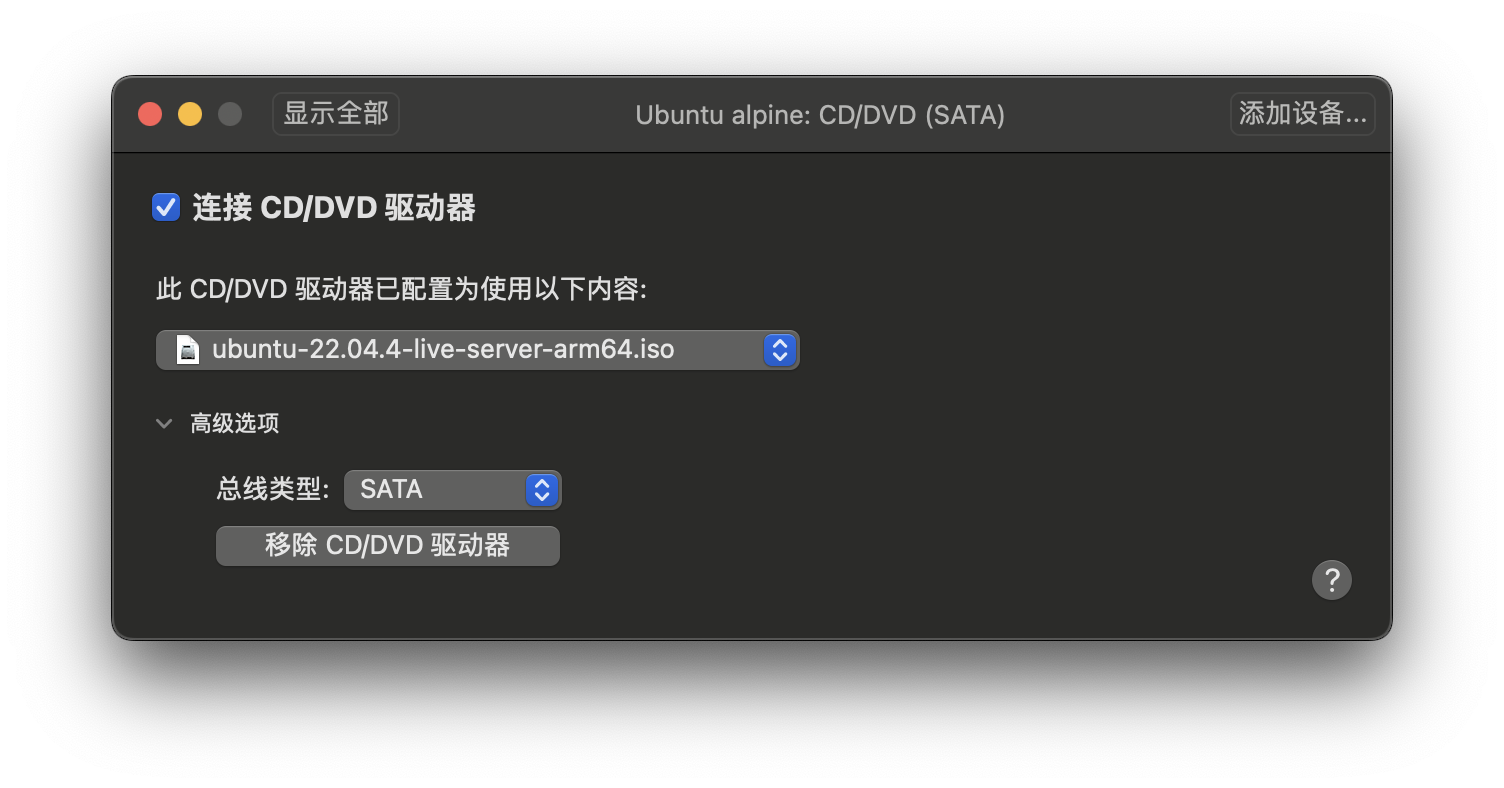 显示全部
Ubuntu alpine: CD/DVD (SATA)
添加设备...
连接 CD/DVD 驱动器
此 CD/DVD 驱动器已配置为使用以下内容:
ubuntu-22.04.4-live-server-arm64.iso
高级选项
总线类型: SATA
移除 CD/DVD 驱动器
?